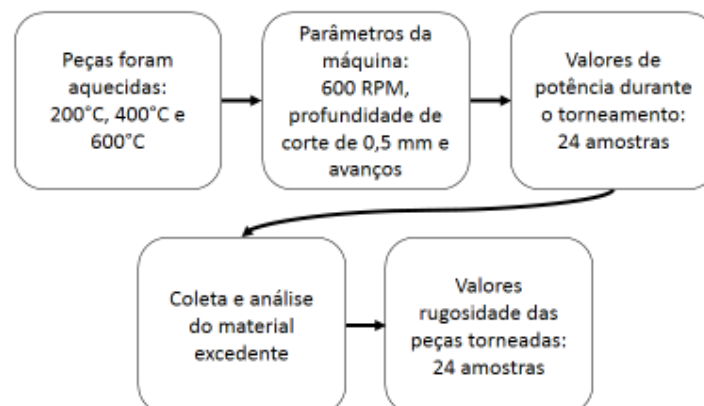 Peças foram
aquecidas:
200°C, 400°C e
600°C
Parâmetros da
máquina:
600 RPM,
profundidade de
corte de 0,5 mm e
avanços
Valores de
potência durante
o torneamento:
24 amostras
Coleta e análise
do material
excedente
Valores
rugosidade das
peças torneadas:
24 amostras